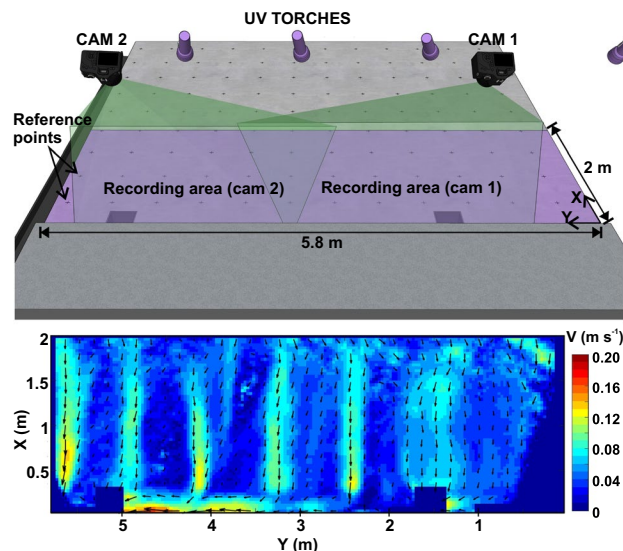 UV TORCHES
CAM 2
CAM 1
Reference
points
Recording area (cam 2)
Recording area (cam 1)
2 m
X
Y
5.8 m
V (m s⁻¹)
0.20
0.16
0.12
0.08
0.04
0
2
1.5
1
0.5
X (m)
5 4 3 2 1
Y (m)